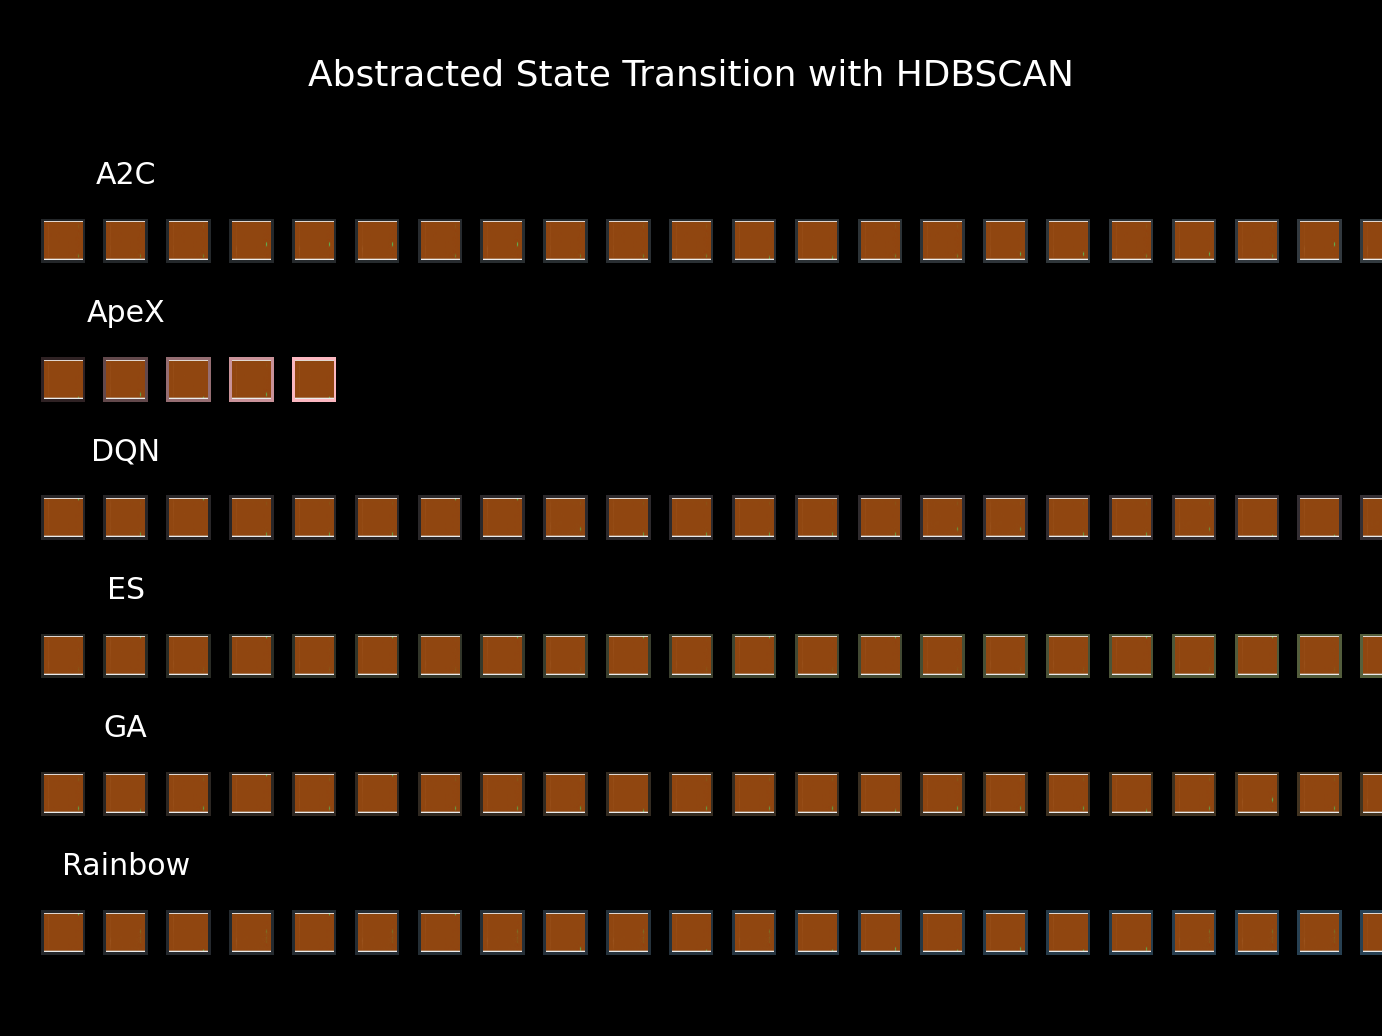 Abstracted State Transition with HDBSCAN
A2C
ApeX
DQN
ES
GA
Rainbow